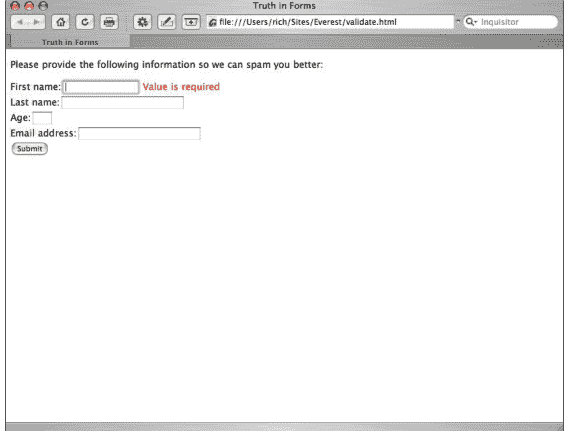 Truth in Forms
file:///Users/rich/Sites/Everest/validate.html
Inquisitor
Truth in Forms
Please provide the following information so we can spam you better:
First name: Value is required
Last name:
Age:
Email address:
Submit